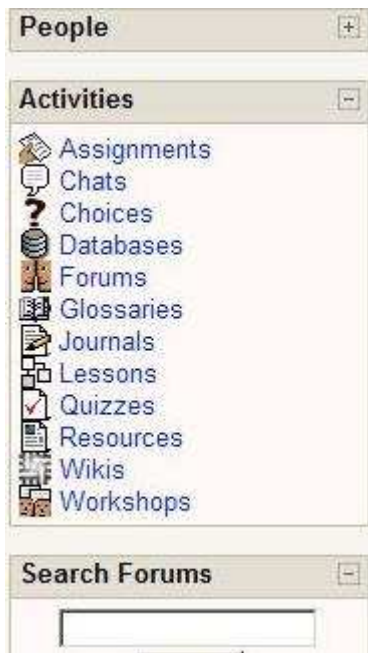 People
Activities
Assignments
Chats
Choices
Databases
Forums
Glossaries
Journals
Lessons
Quizzes
Resources
Wikis
Workshops
Search Forums